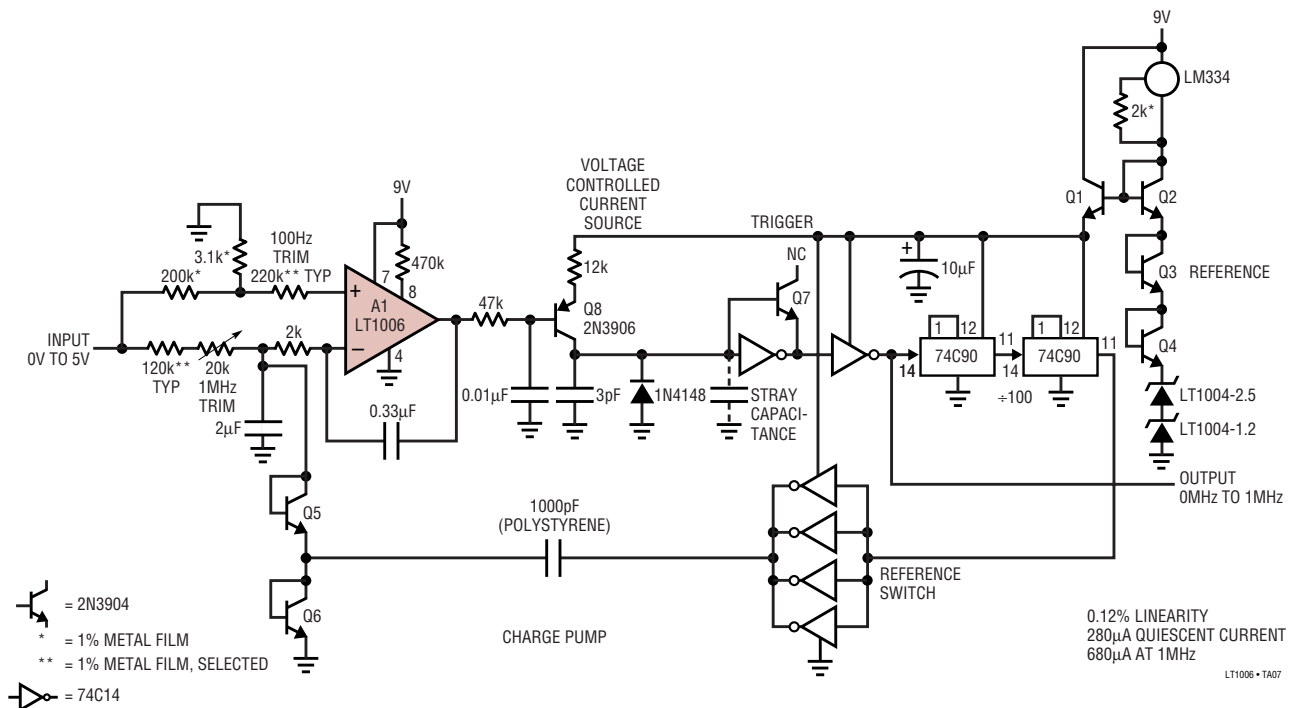 9V
LM334
2k*
Q1
Q2
Q3
REFERENCE
Q4
LT1004-2.5
LT1004-1.2
VOLTAGE
CONTROLLED
CURRENT
SOURCE
TRIGGER
NC
Q7
12k
Q8
2N3906
+
10µF
9V
470k
7
8
+
A1
LT1006
−
4
3.1k*
100Hz
TRIM
220k** TYP
200k*
INPUT
0V TO 5V
120k**
TYP
20k
1MHz
TRIM
2k
2µF
0.33µF
47k
0.01µF
3pF
1N4148
STRAY
CAPACI-
TANCE
1
12
74C90
14
11
1
12
74C90
14
11
÷100
OUTPUT
0MHz TO 1MHz
Q5
Q6
1000pF
(POLYSTYRENE)
REFERENCE
SWITCH
CHARGE PUMP
= 2N3904
* = 1% METAL FILM
** = 1% METAL FILM, SELECTED
= 74C14
0.12% LINEARITY
280µA QUIESCENT CURRENT
680µA AT 1MHz
LT1006 • TA07